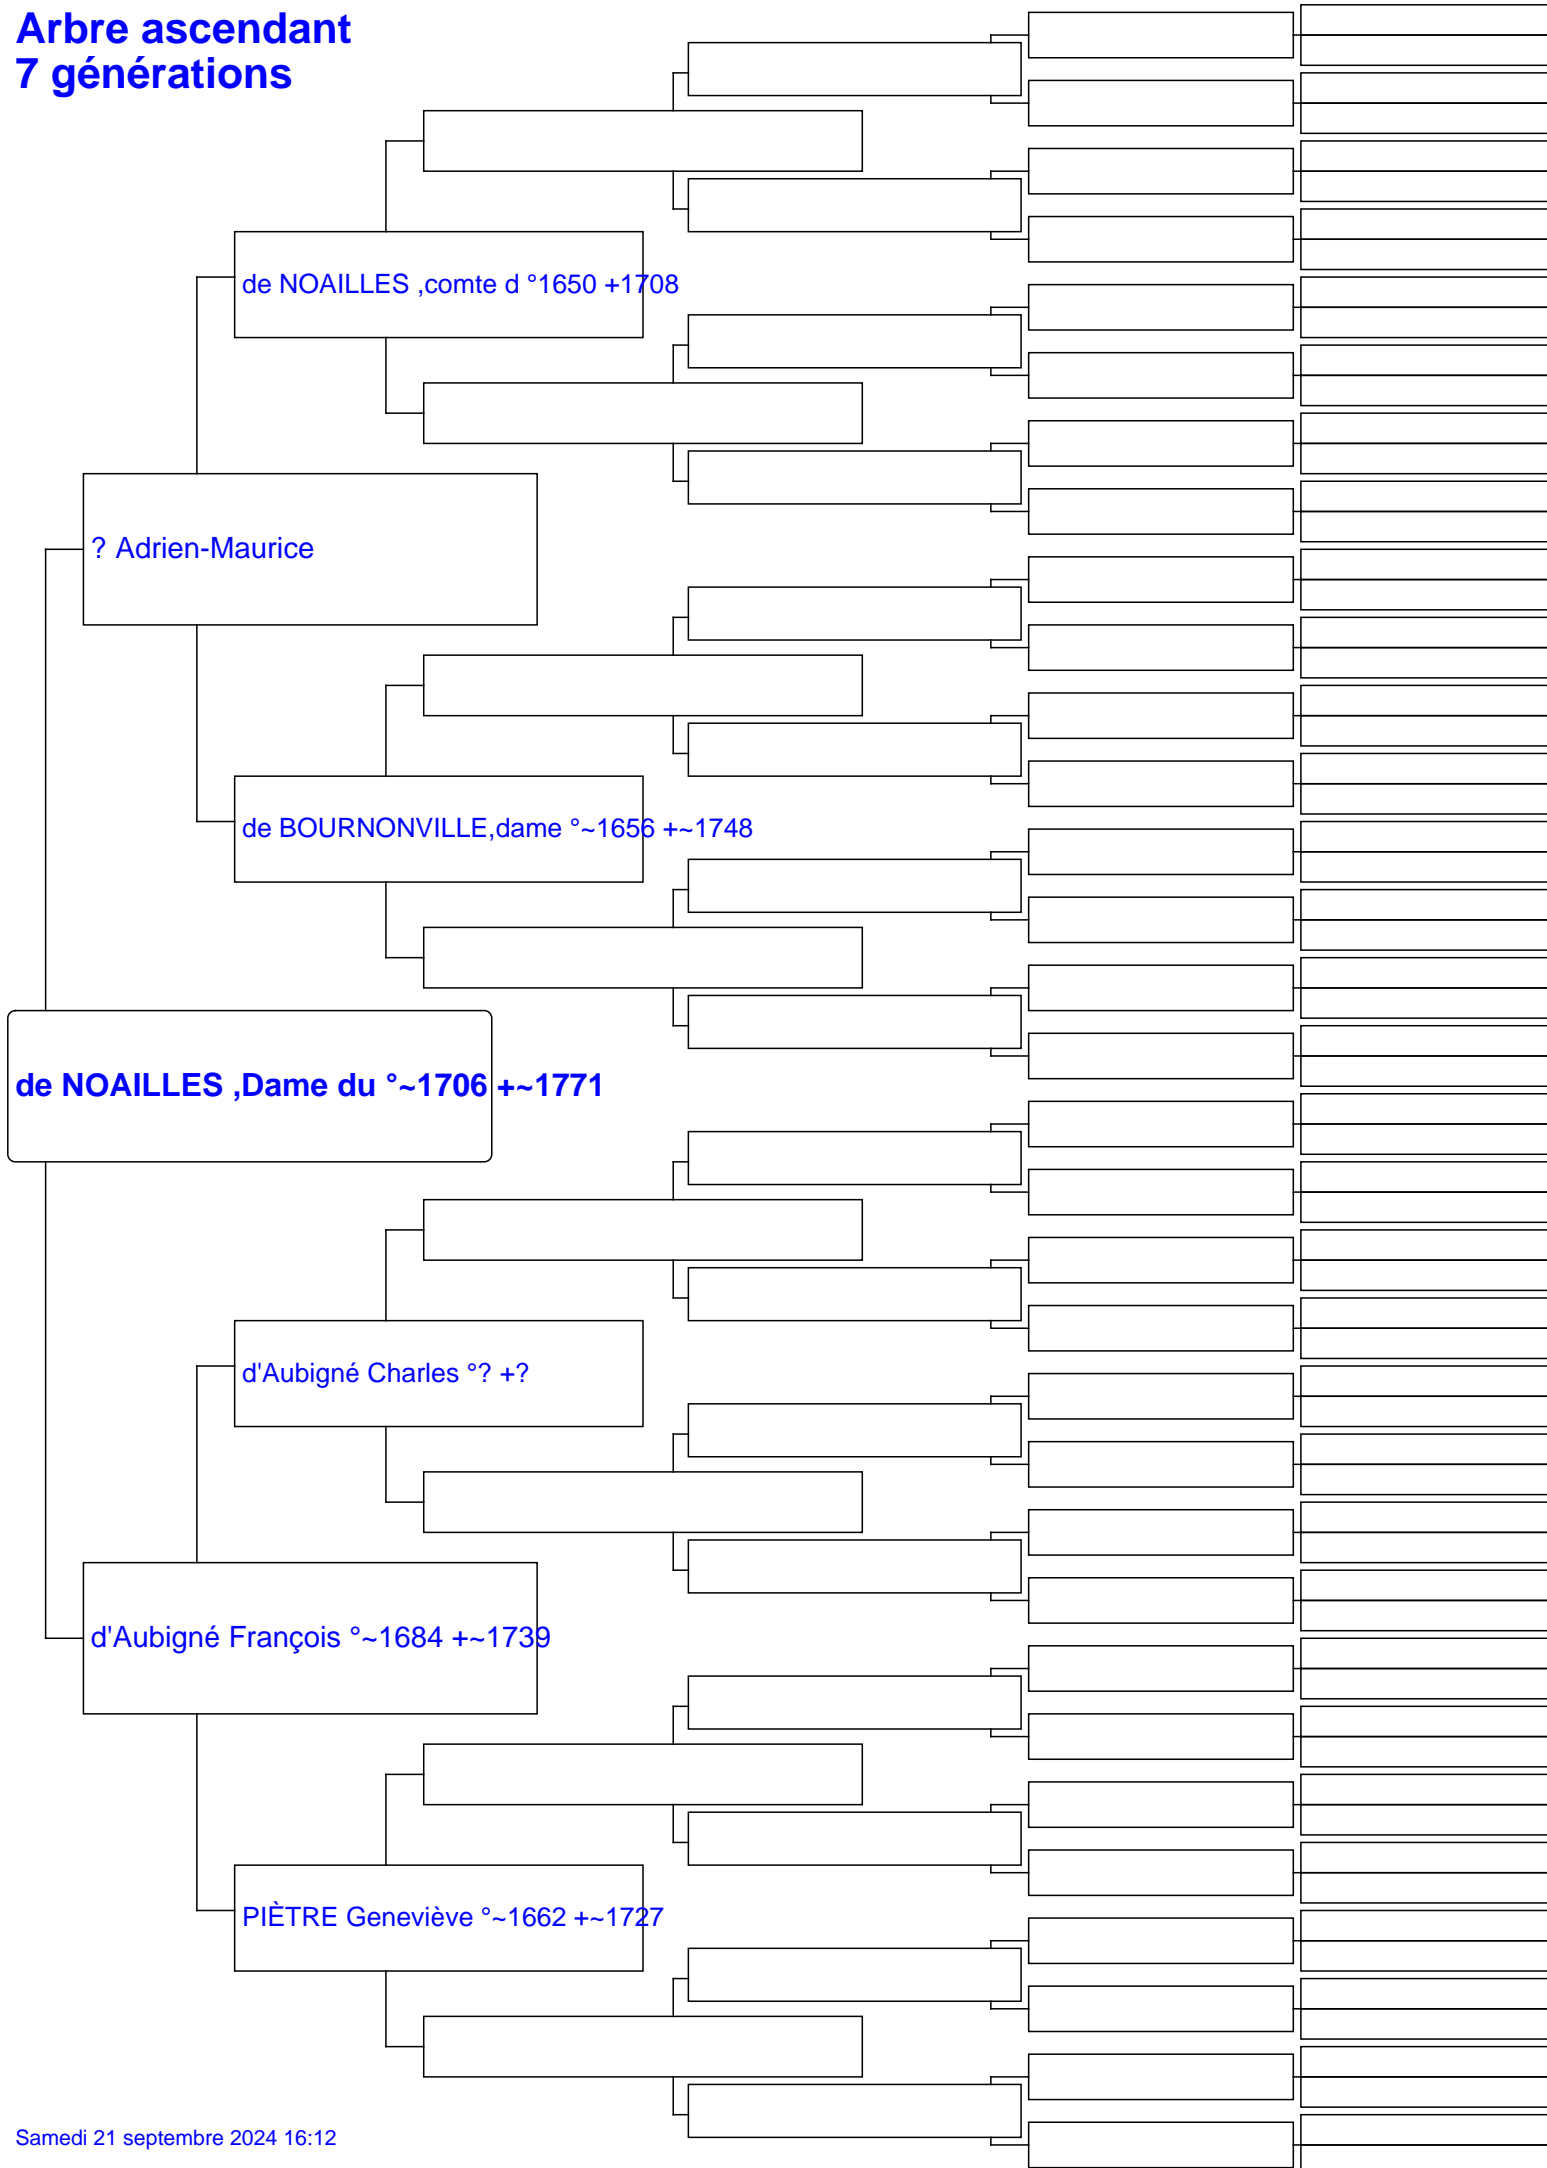 Arbre ascendant
7 générations
de NOAILLES ,comte d °1650 +1708
? Adrien-Maurice
de BOURNONVILLE,dame °~1656 +~1748
de NOAILLES ,Dame du °~1706 +~1771
d'Aubigné Charles °? +?
d'Aubigné François °~1684 +~1739
PIÈTRE Geneviève °~1662 +~1727
Samedi 21 septembre 2024 16:12